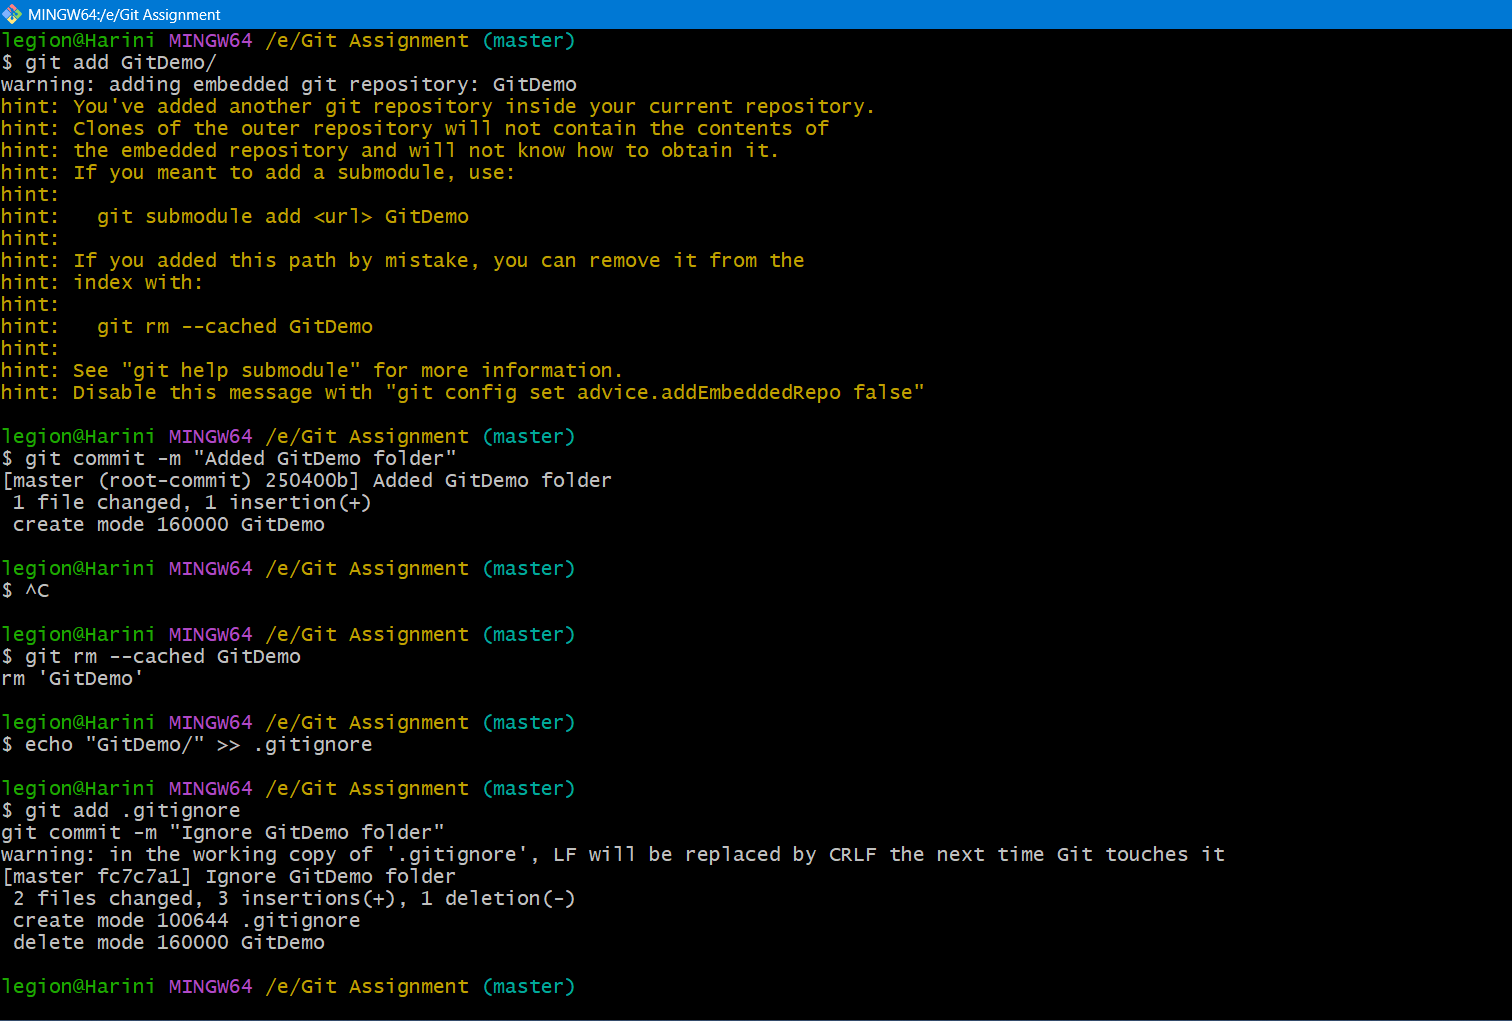 MINGW64:/e/Git Assignment
legion@Harini MINGW64 /e/Git Assignment (master)
$ git add GitDemo/
warning: adding embedded git repository: GitDemo
hint: You've added another git repository inside your current repository.
hint: Clones of the outer repository will not contain the contents of
hint: the embedded repository and will not know how to obtain it.
hint: If you meant to add a submodule, use:
hint:
hint:   git submodule add <url> GitDemo
hint:
hint: If you added this path by mistake, you can remove it from the
hint: index with:
hint:
hint:   git rm --cached GitDemo
hint:
hint: See "git help submodule" for more information.
hint: Disable this message with "git config set advice.addEmbeddedRepo false"
legion@Harini MINGW64 /e/Git Assignment (master)
$ git commit -m "Added GitDemo folder"
[master (root-commit) 250400b] Added GitDemo folder
 1 file changed, 1 insertion(+)
 create mode 160000 GitDemo
legion@Harini MINGW64 /e/Git Assignment (master)
$ ^C
legion@Harini MINGW64 /e/Git Assignment (master)
$ git rm --cached GitDemo
rm 'GitDemo'
legion@Harini MINGW64 /e/Git Assignment (master)
$ echo "GitDemo/" >> .gitignore
legion@Harini MINGW64 /e/Git Assignment (master)
$ git add .gitignore
git commit -m "Ignore GitDemo folder"
warning: in the working copy of '.gitignore', LF will be replaced by CRLF the next time Git touches it
[master fc7c7a1] Ignore GitDemo folder
 2 files changed, 3 insertions(+), 1 deletion(-)
 create mode 100644 .gitignore
 delete mode 160000 GitDemo
legion@Harini MINGW64 /e/Git Assignment (master)